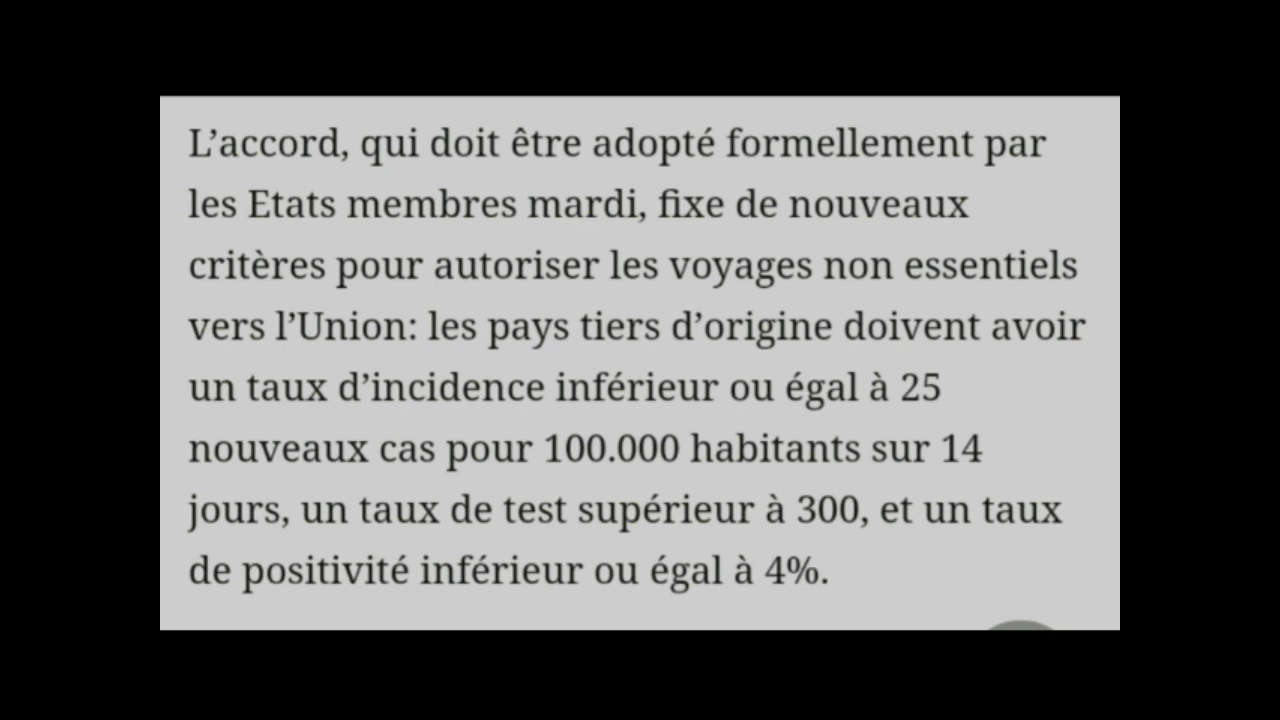 L’accord, qui doit être adopté formellement par
les Etats membres mardi, fixe de nouveaux
critères pour autoriser les voyages non essentiels
vers l’Union: les pays tiers d’origine doivent avoir
un taux d’incidence inférieur ou égal à 25
nouveaux cas pour 100.000 habitants sur 14
jours, un taux de test supérieur à 300, et un taux
de positivité inférieur ou égal à 4%.